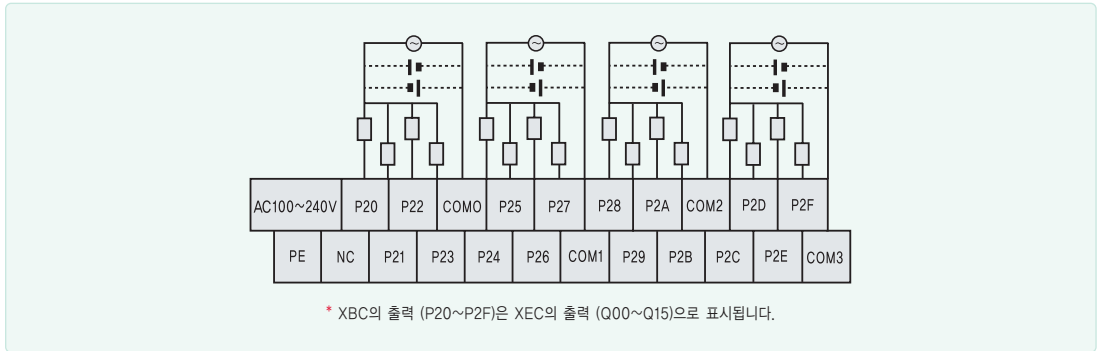 AC100~240V P20 P22 COM0 P25 P27 P28 P2A COM2 P2D P2F
PE NC P21 P23 P24 P26 COM1 P29 P2B P2C P2E COM3
* XBC의 출력 (P20~P2F)은 XEC의 출력 (Q00~Q15)으로 표시됩니다.